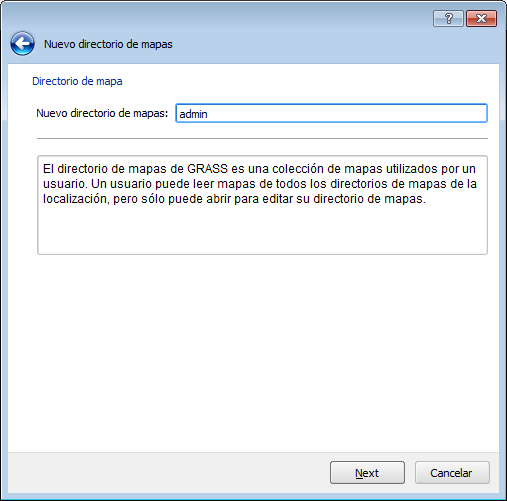 Nuevo directorio de mapas
Directorio de mapa
Nuevo directorio de mapas: admin
El directorio de mapas de GRASS es una colección de mapas utilizados por un
usuario. Un usuario puede leer mapas de todos los directorios de mapas de la
localización, pero sólo puede abrir para editar su directorio de mapas.
Next Cancelar